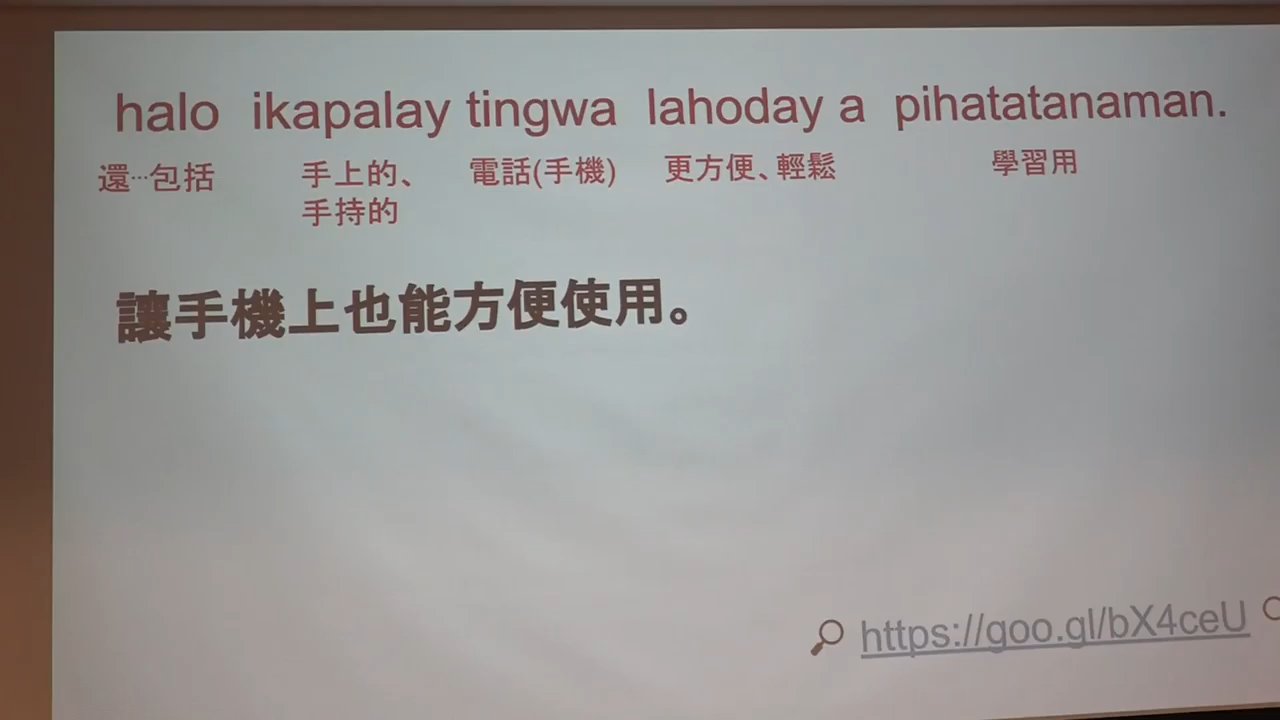 halo ikapalay tingwa lahoday a pihatatanaman.
還…包括 手上的、 電話(手機) 更方便、輕鬆 學習用
手持的
讓手機上也能方便使用。
https://goo.gl/bX4ceU